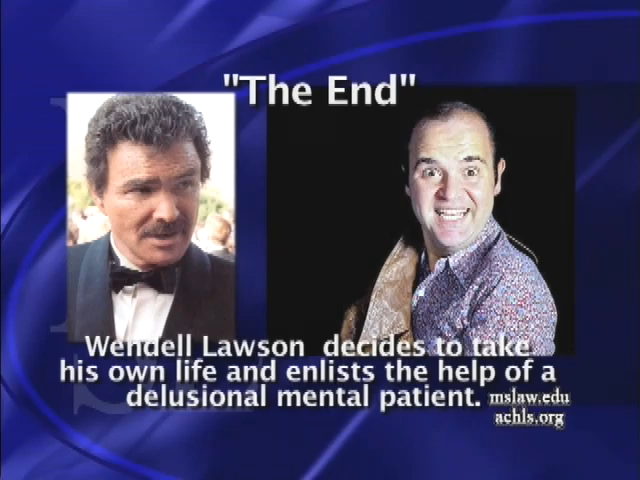 "The End"
Wendell Lawson decides to take
his own life and enlists the help of a
delusional mental patient.
mslaw.edu
achls.org